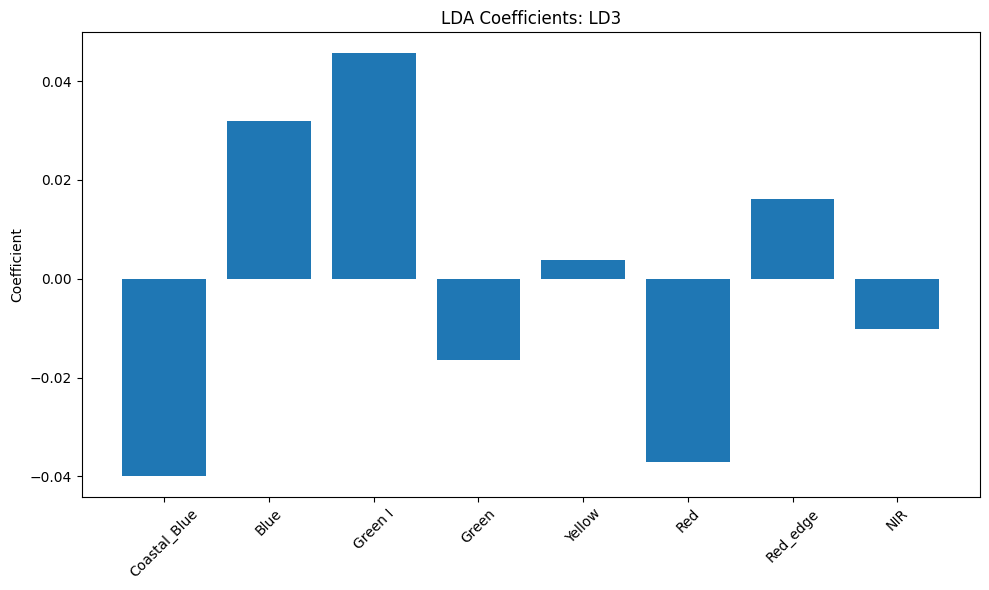 LDA Coefficients: LD3
Coefficient
0.04
0.02
0.00
−0.02
−0.04
Coastal_Blue
Blue
Green I
Green
Yellow
Red
Red_edge
NIR